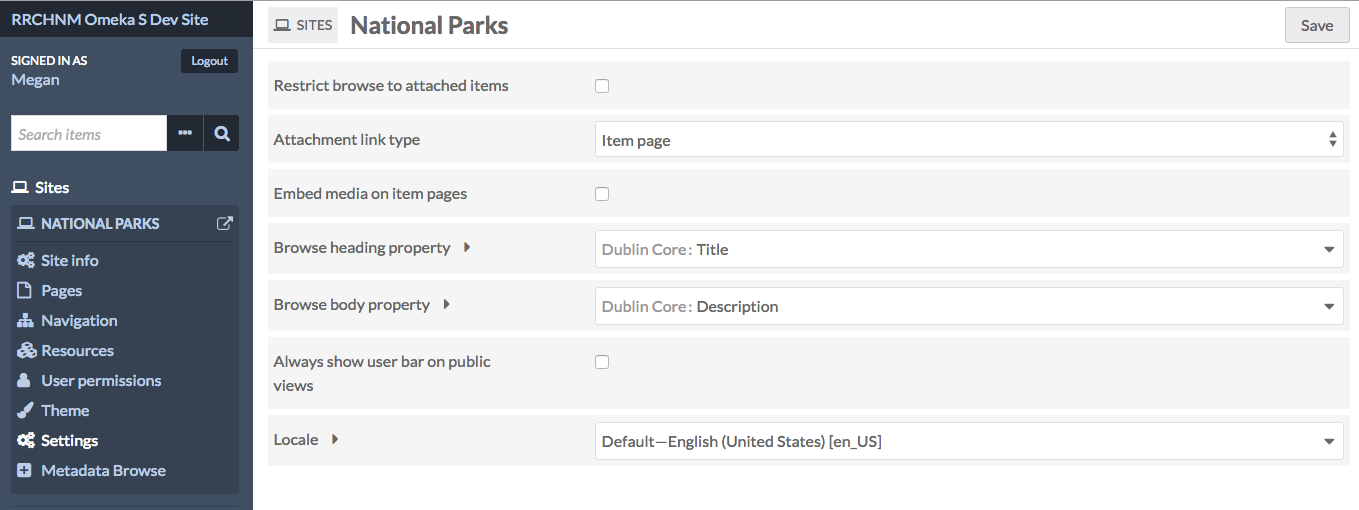 RRCHNM Omeka S Dev Site
SIGNED IN AS
Logout
Megan
Search items
Sites
NATIONAL PARKS
Site info
Pages
Navigation
Resources
User permissions
Theme
Settings
Metadata Browse
SITES National Parks
Save
Restrict browse to attached items
Attachment link type
Item page
Embed media on item pages
Browse heading property
Dublin Core: Title
Browse body property
Dublin Core: Description
Always show user bar on public
views
Locale
Default—English (United States) [en_US]